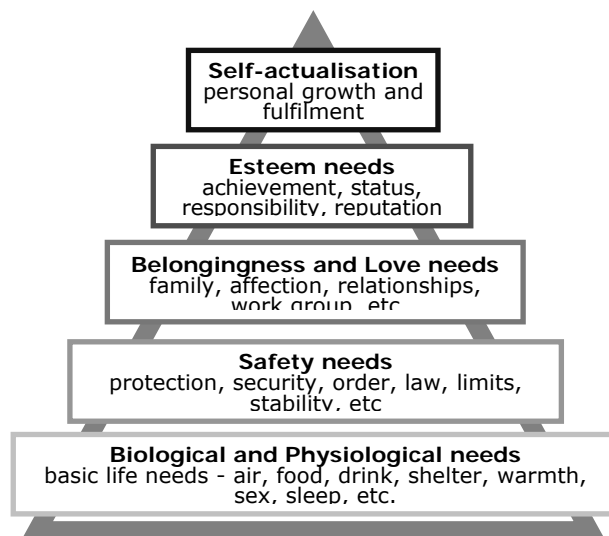 Self-actualisation
personal growth and
fulfilment
Esteem needs
achievement, status,
responsibility, reputation
Belongingness and Love needs
family, affection, relationships,
work group, etc
Safety needs
protection, security, order, law, limits,
stability, etc
Biological and Physiological needs
basic life needs - air, food, drink, shelter, warmth,
sex, sleep, etc.